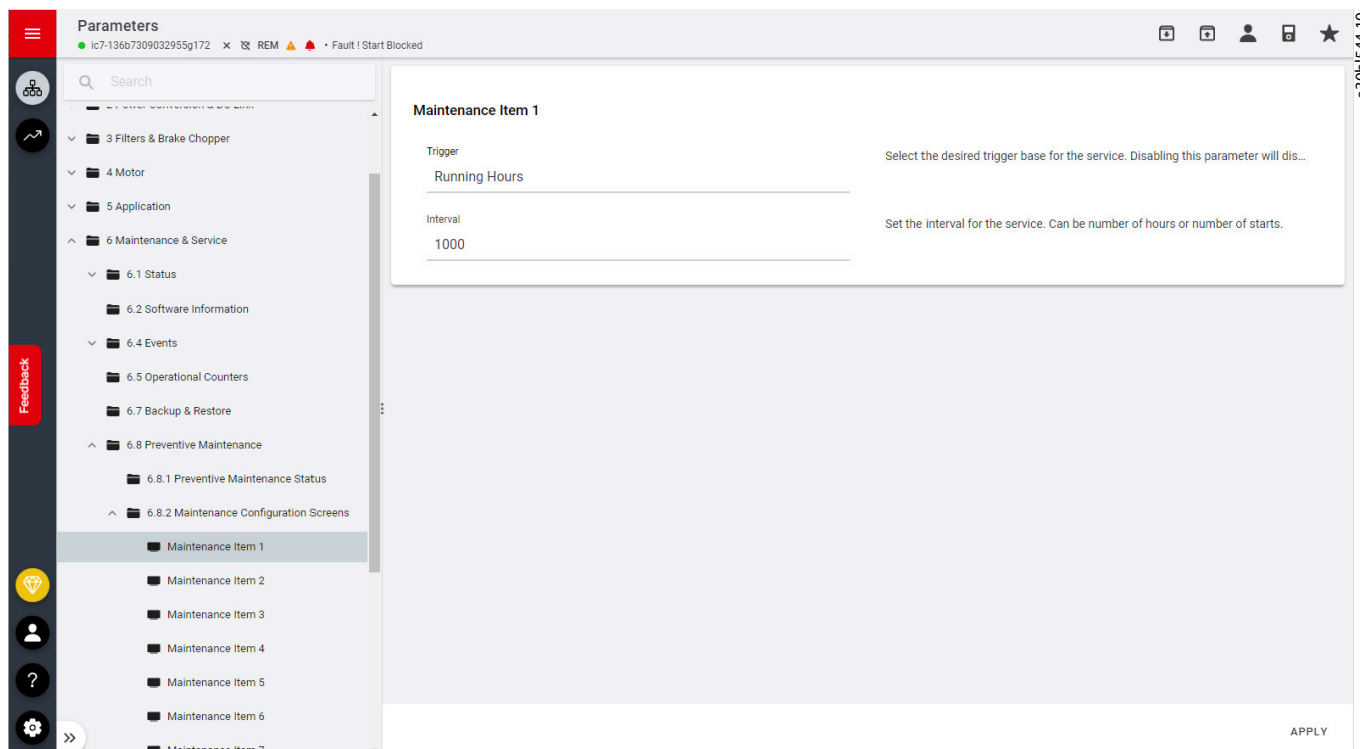 Parameters
ic7-136b7309032955g172 REM • Fault ! Start Blocked
Search
3 Filters & Brake Chopper
4 Motor
5 Application
6 Maintenance & Service
6.1 Status
6.2 Software Information
6.4 Events
6.5 Operational Counters
6.7 Backup & Restore
6.8 Preventive Maintenance
6.8.1 Preventive Maintenance Status
6.8.2 Maintenance Configuration Screens
Maintenance Item 1
Maintenance Item 2
Maintenance Item 3
Maintenance Item 4
Maintenance Item 5
Maintenance Item 6
Feedback
Maintenance Item 1
Trigger
Running Hours
Select the desired trigger base for the service. Disabling this parameter will dis...
Interval
1000
Set the interval for the service. Can be number of hours or number of starts.
APPLY